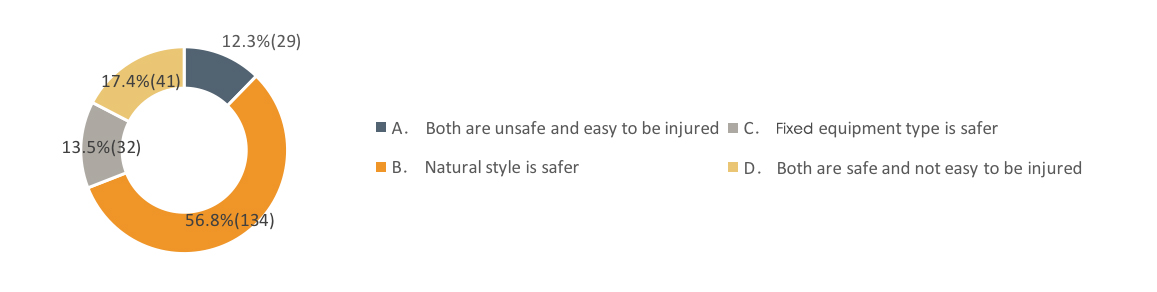 12.3%(29)
17.4%(41)
13.5%(32)
56.8%(134)
A. Both are unsafe and easy to be injured
C. Fixed equipment type is safer
B. Natural style is safer
D. Both are safe and not easy to be injured